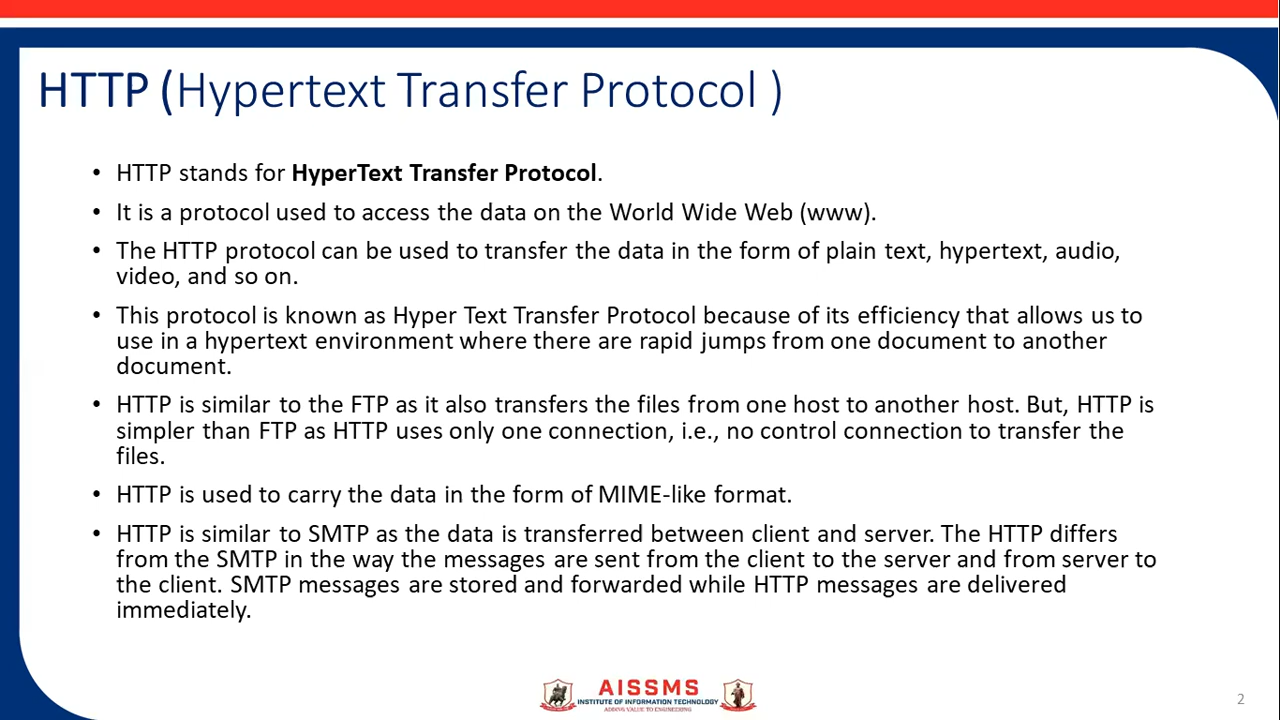 HTTP (Hypertext Transfer Protocol )
• HTTP stands for HyperText Transfer Protocol.
• It is a protocol used to access the data on the World Wide Web (www).
• The HTTP protocol can be used to transfer the data in the form of plain text, hypertext, audio,
video, and so on.
• This protocol is known as Hyper Text Transfer Protocol because of its efficiency that allows us to
use in a hypertext environment where there are rapid jumps from one document to another
document.
• HTTP is similar to the FTP as it also transfers the files from one host to another host. But, HTTP is
simpler than FTP as HTTP uses only one connection, i.e., no control connection to transfer the
files.
• HTTP is used to carry the data in the form of MIME-like format.
• HTTP is similar to SMTP as the data is transferred between client and server. The HTTP differs
from the SMTP in the way the messages are sent from the client to the server and from server to
the client. SMTP messages are stored and forwarded while HTTP messages are delivered
immediately.
AISSMS
INSTITUTE OF INFORMATION TECHNOLOGY
ADDING VALUE TO ENGINEERING
2